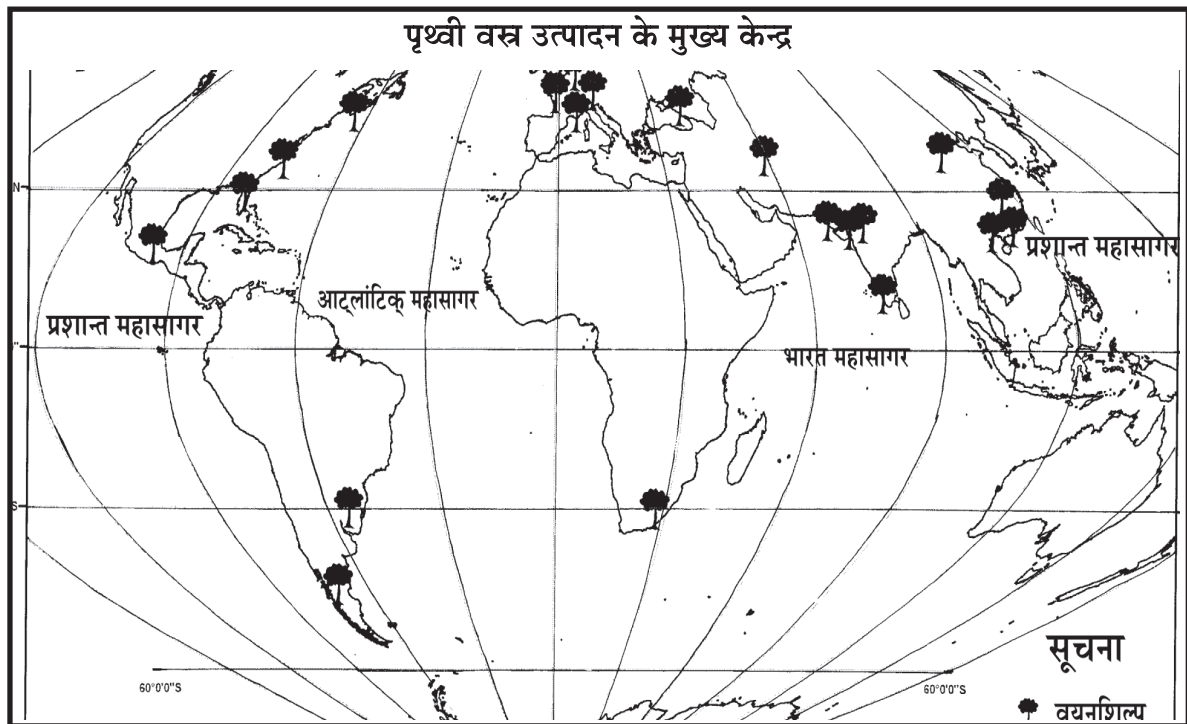 पृथ्वी वस्त्र उत्पादन के मुख्य केन्द्र
N
प्रशान्त महासागर
आट्लांटिक् महासागर
प्रशान्त महासागर
भारत महासागर
S
सूचना
60°0'0"S
60°0'0"S
वयनशिल्प